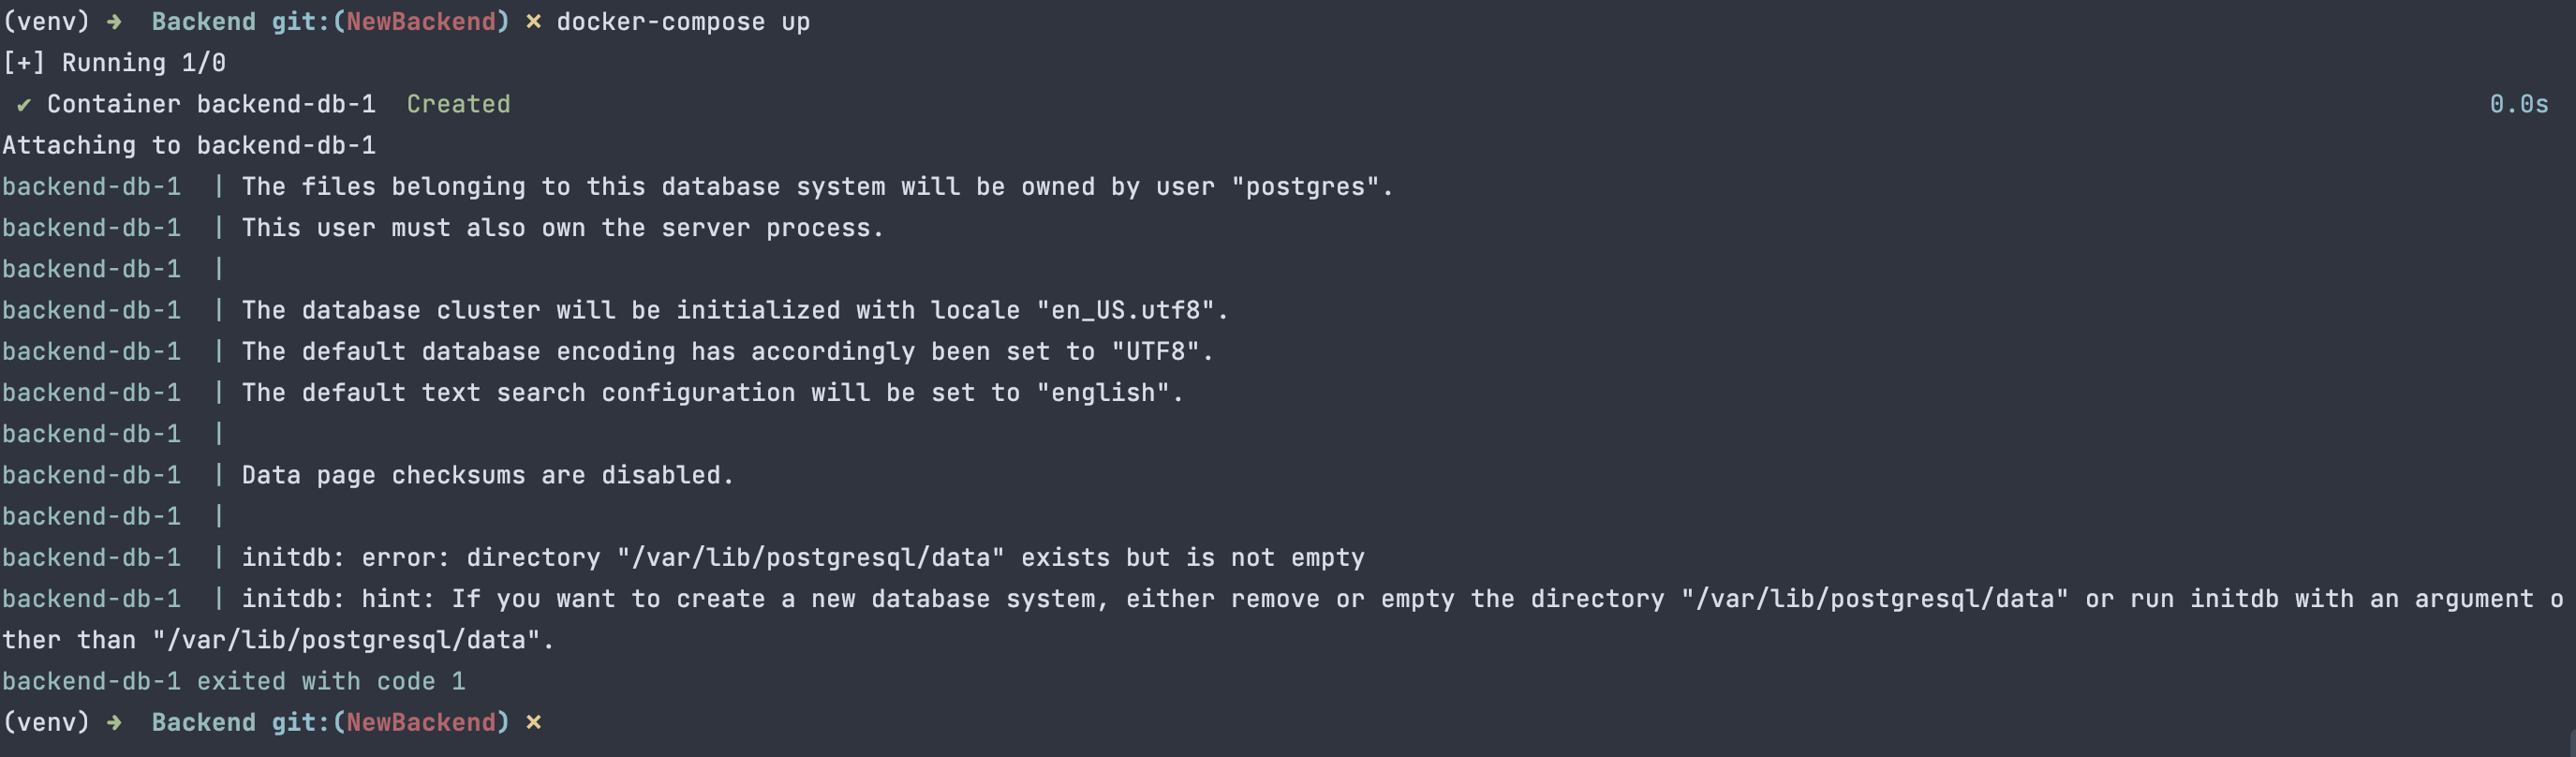 (venv) ➜  Backend git:(NewBackend) ✗ docker-compose up
[+] Running 1/0
 ✔ Container backend-db-1  Created                                                                 0.0s
Attaching to backend-db-1
backend-db-1  | The files belonging to this database system will be owned by user "postgres".
backend-db-1  | This user must also own the server process.
backend-db-1  |
backend-db-1  | The database cluster will be initialized with locale "en_US.utf8".
backend-db-1  | The default database encoding has accordingly been set to "UTF8".
backend-db-1  | The default text search configuration will be set to "english".
backend-db-1  |
backend-db-1  | Data page checksums are disabled.
backend-db-1  |
backend-db-1  | initdb: error: directory "/var/lib/postgresql/data" exists but is not empty
backend-db-1  | initdb: hint: If you want to create a new database system, either remove or empty the directory "/var/lib/postgresql/data" or run initdb with an argument o
ther than "/var/lib/postgresql/data".
backend-db-1 exited with code 1
(venv) ➜  Backend git:(NewBackend) ✗